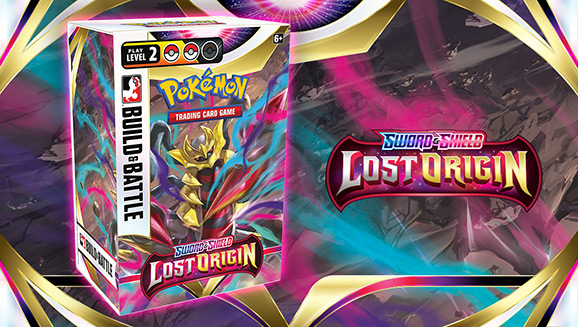 PLAY
LEVEL 2
6+
POKéMON
TRADING CARD GAME
BUILD & BATTLE
SWORD & SHIELD
LOST ORIGIN
BUILD & BATTLE
SWORD & SHIELD
LOST ORIGIN